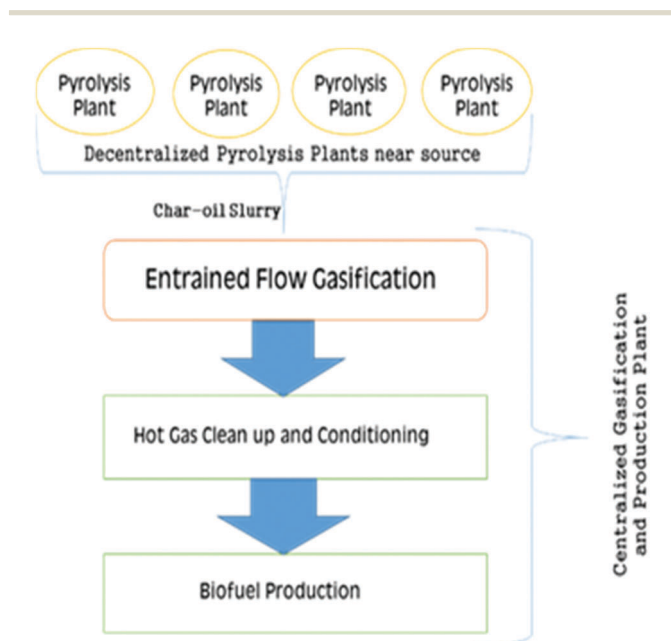 Pyrolysis
Plant
Pyrolysis
Plant
Pyrolysis
Plant
Pyrolysis
Plant
Decentralized Pyrolysis Plants near source
Char-oil Slurry
Entrained Flow Gasification
Hot Gas Clean up and Conditioning
Biofuel Production
Centralized Gasification
and Production Plant